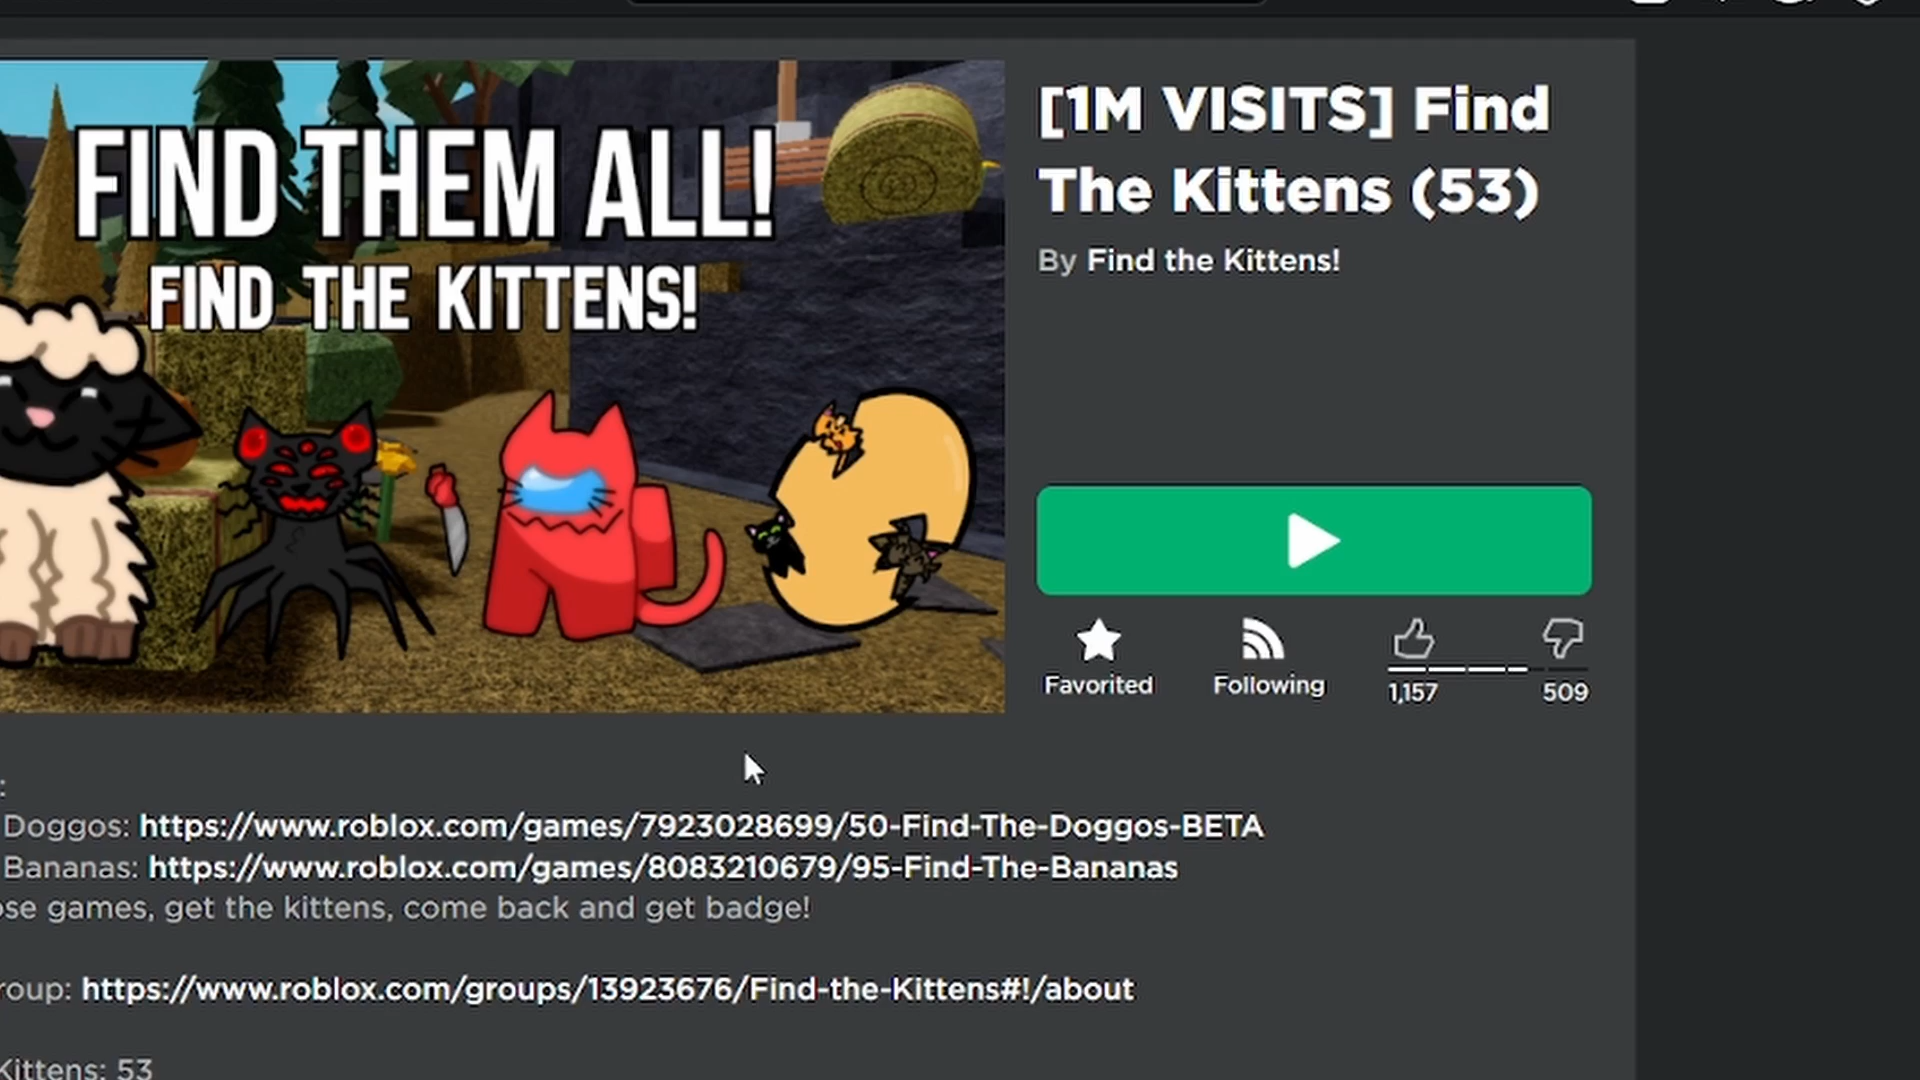 FIND THEM ALL!
FIND THE KITTENS!
[1M VISITS] Find
The Kittens (53)
By Find the Kittens!
Favorited
Following
1,157
509
:
Doggos: https://www.roblox.com/games/7923028699/50-Find-The-Doggos-BETA
Bananas: https://www.roblox.com/games/8083210679/95-Find-The-Bananas
ose games, get the kittens, come back and get badge!
roup: https://www.roblox.com/groups/13923676/Find-the-Kittens#!/about
Kittens: 53